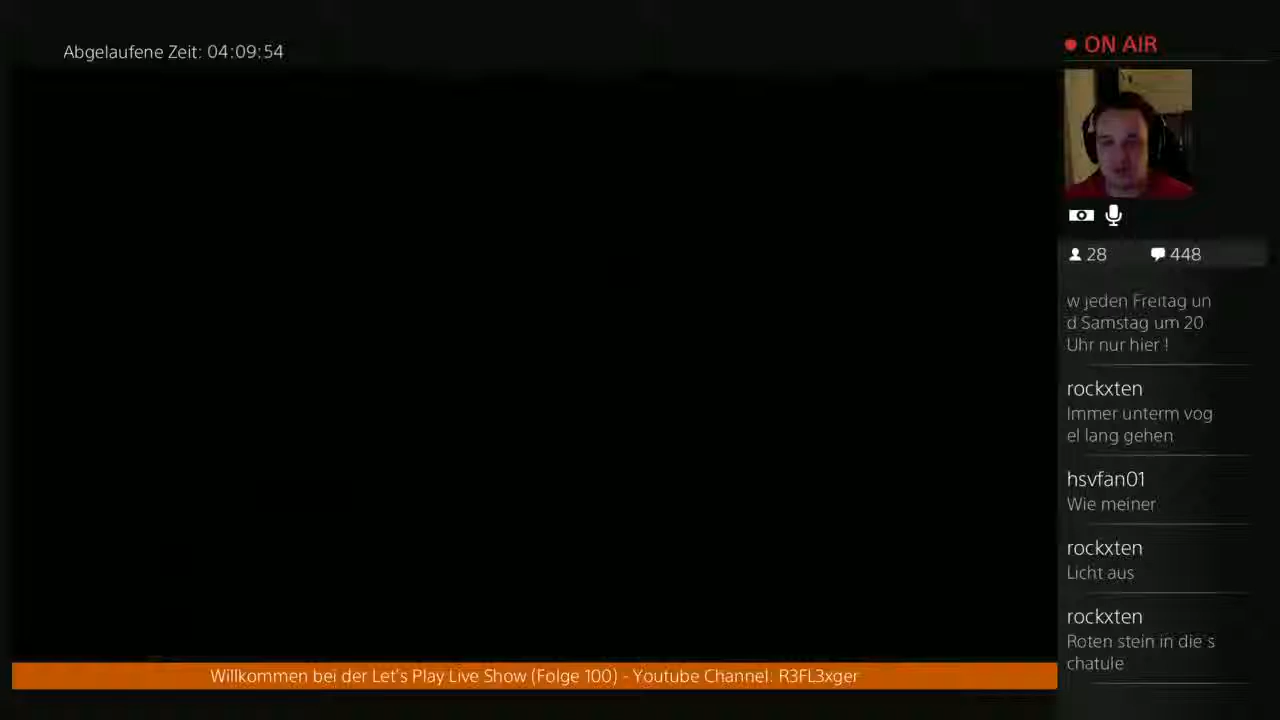 Abgelaufene Zeit: 04:09:54
ON AIR
28
448
w jeden Freitag un
d Samstag um 20
Uhr nur hier !
rockxten
Immer unterm vog
el lang gehen
hsvfan01
Wie meiner
rockxten
Licht aus
rockxten
Roten stein in die s
chatule
Willkommen bei der Let's Play Live Show (Folge 100) - Youtube Channel: R3FL3xger